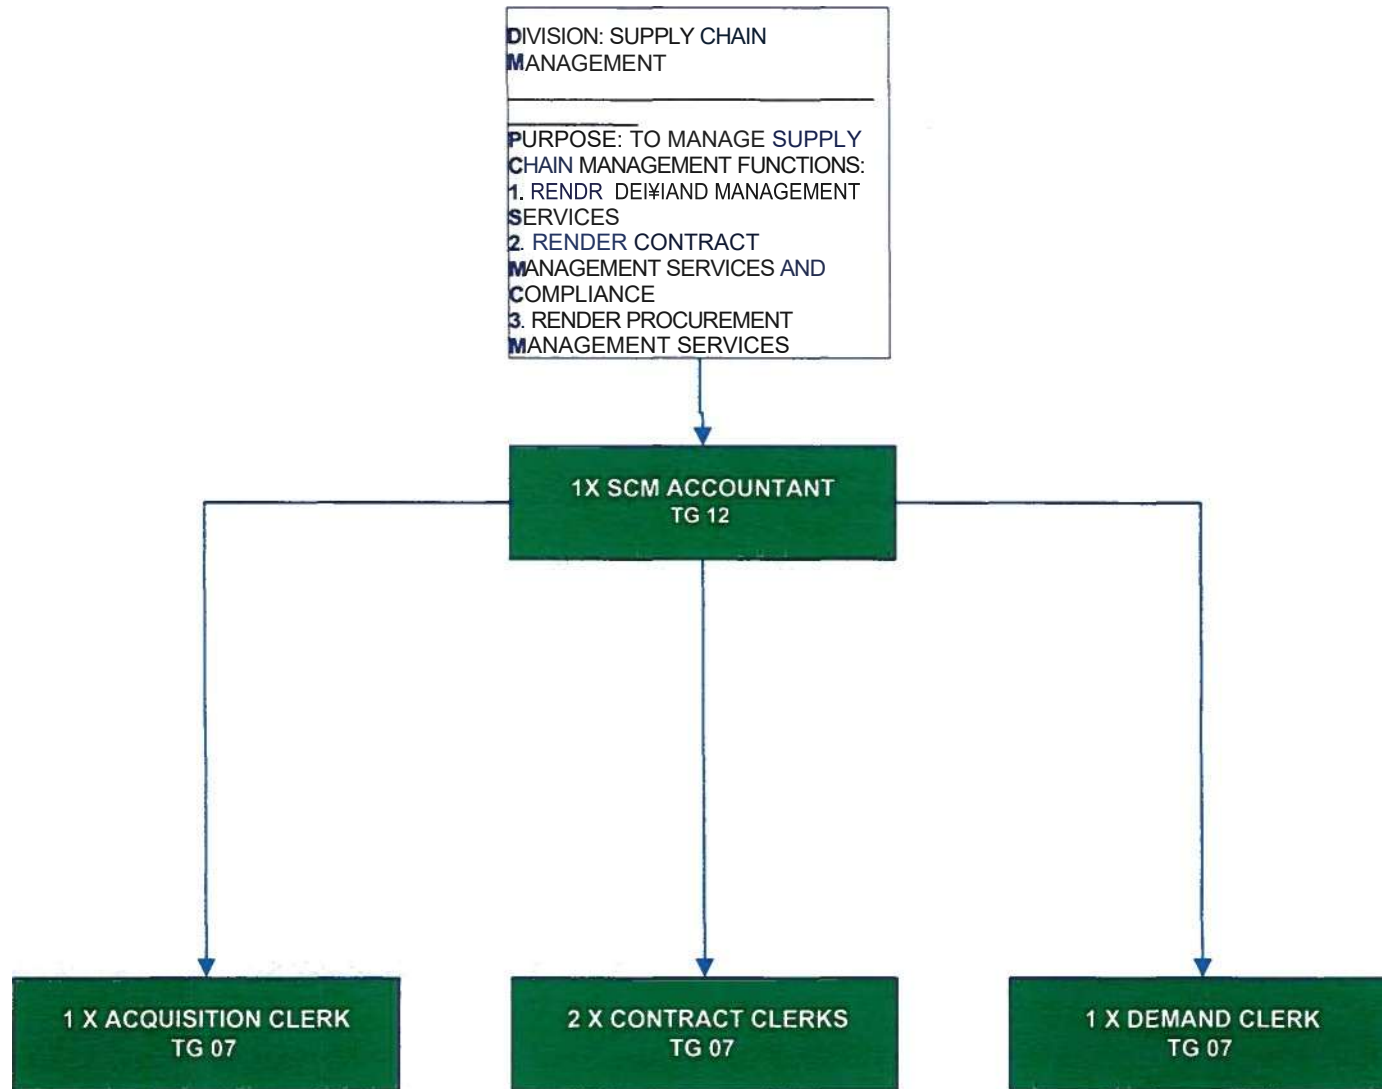 DIVISION: SUPPLY CHAIN
MANAGEMENT
PURPOSE: TO MANAGE SUPPLY
CHAIN MANAGEMENT FUNCTIONS:
1. RENDR DEI¥IAND MANAGEMENT
SERVICES
2. RENDER CONTRACT
MANAGEMENT SERVICES AND
COMPLIANCE
3. RENDER PROCUREMENT
MANAGEMENT SERVICES
1X SCM ACCOUNTANT
TG 12
1 X ACQUISITION CLERK
TG 07
2 X CONTRACT CLERKS
TG 07
1 X DEMAND CLERK
TG 07